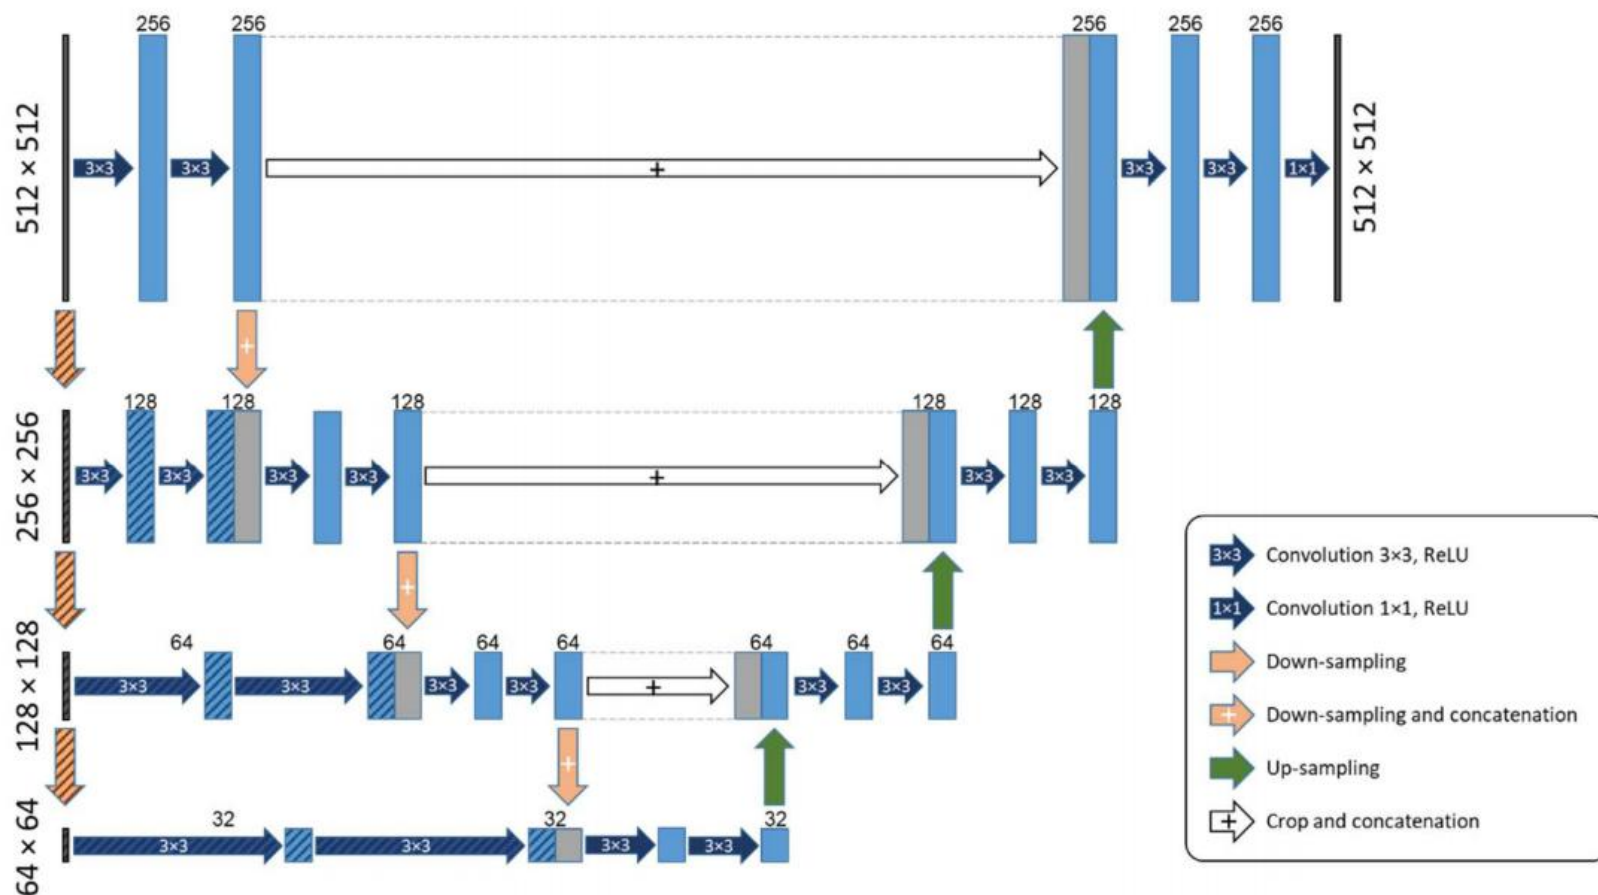 256 256 256 256 256
512 × 512
3×3 3×3 + 3×3 3×3 1×1
512 × 512
+
128 128 128 128 128 128
256 × 256
3×3 3×3 3×3 3×3 + 3×3 3×3
+
64 64 64 64 64 64 64
128 × 128
3×3 3×3 3×3 3×3 + 3×3 3×3
+
32 32 32
64 × 64
3×3 3×3 3×3 3×3
3×3 Convolution 3×3, ReLU
1×1 Convolution 1×1, ReLU
Down-sampling
+ Down-sampling and concatenation
Up-sampling
+ Crop and concatenation